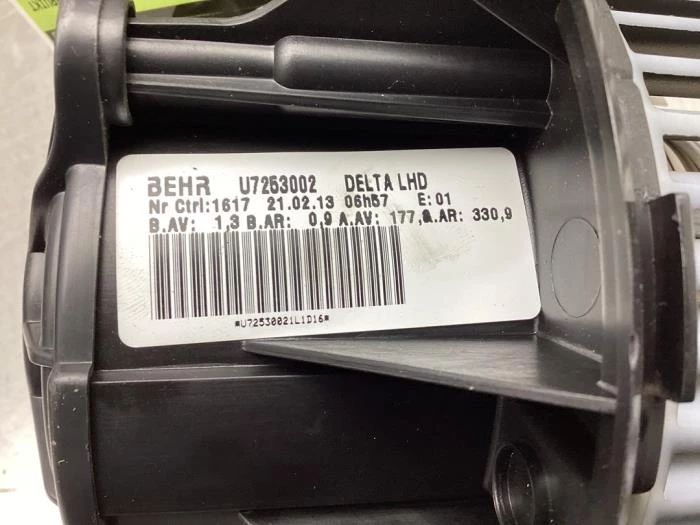 BEHR U7253002 DELTA LHD
Nr Ctrl:1617 21.02.13 06h57 E:01
B.AV: 1,3 B.AR: 0,9 A.AV: 177, A.AR: 330,9
*U72530021L1D16*